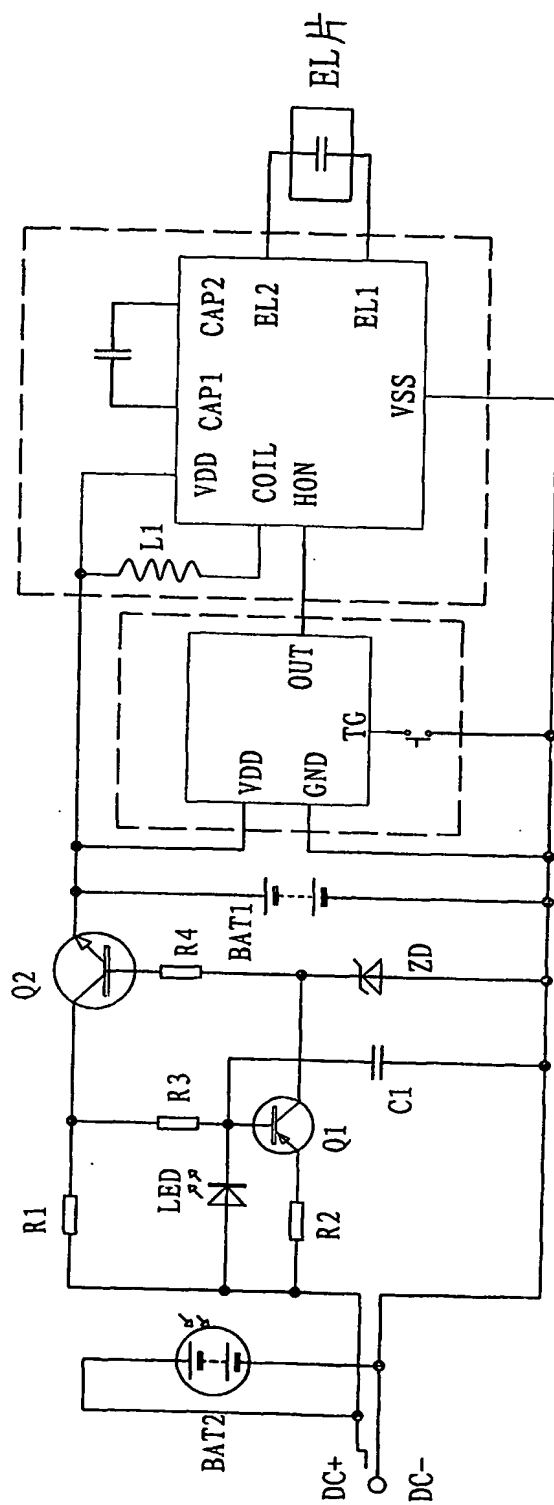 DC+
DC-
BAT2
R1
LED
R2
R3
Q1
C1
Q2
R4
ZD
BAT1
VDD
GND
TG
OUT
L1
VDD
COIL
HON
CAP1
CAP2
EL2
EL1
VSS
EL片